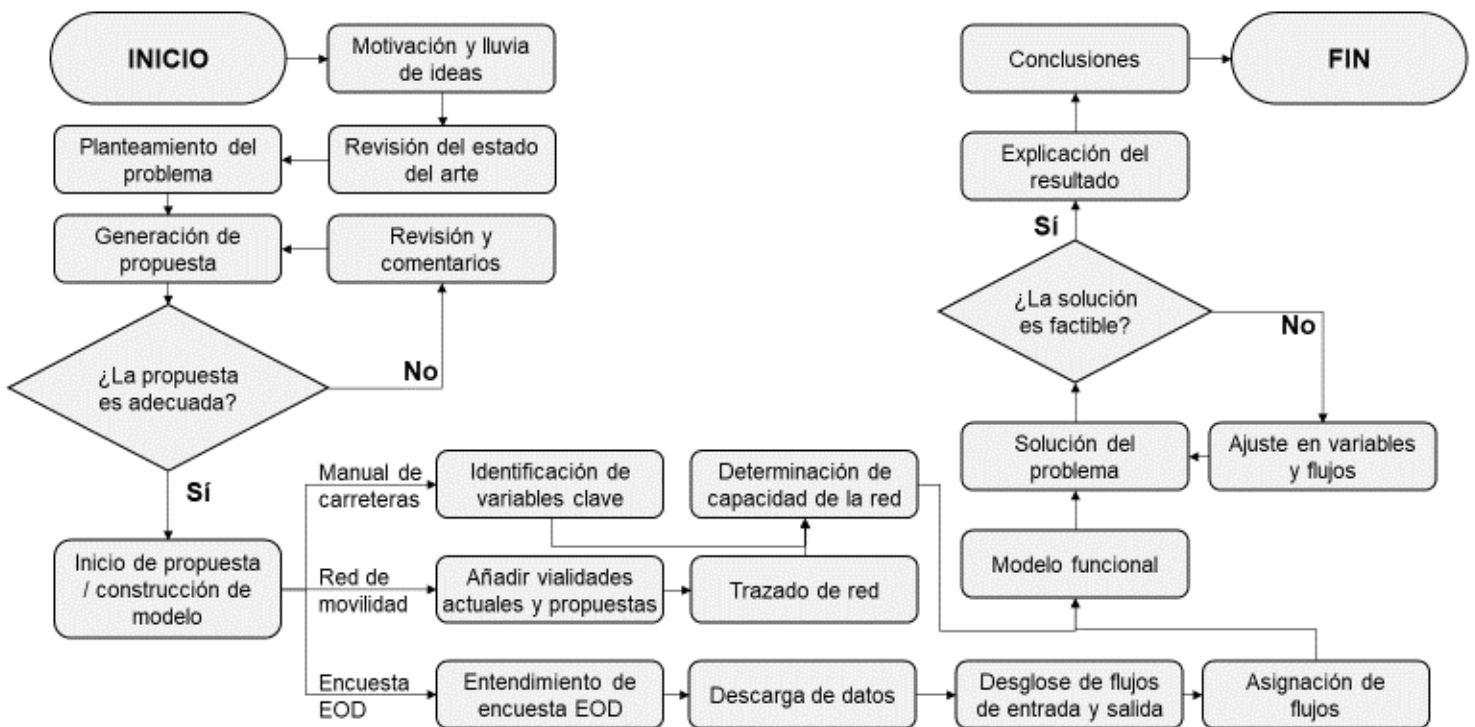 INICIO
Motivación y lluvia
de ideas
Revisión del estado
del arte
Planteamiento del
problema
Generación de
propuesta
Revisión y
comentarios
¿La propuesta
es adecuada?
No
Sí
Inicio de propuesta
/ construcción de
modelo
Manual de
carreteras
Identificación de
variables clave
Determinación de
capacidad de la red
Red de
movilidad
Añadir vialidades
actuales y propuestas
Trazado de red
Encuesta
EOD
Entendimiento de
encuesta EOD
Descarga de datos
Desglose de flujos
de entrada y salida
Asignación de
flujos
Modelo funcional
Solución del
problema
Ajuste en variables
y flujos
¿La solución
es factible?
No
Sí
Explicación del
resultado
Conclusiones
FIN